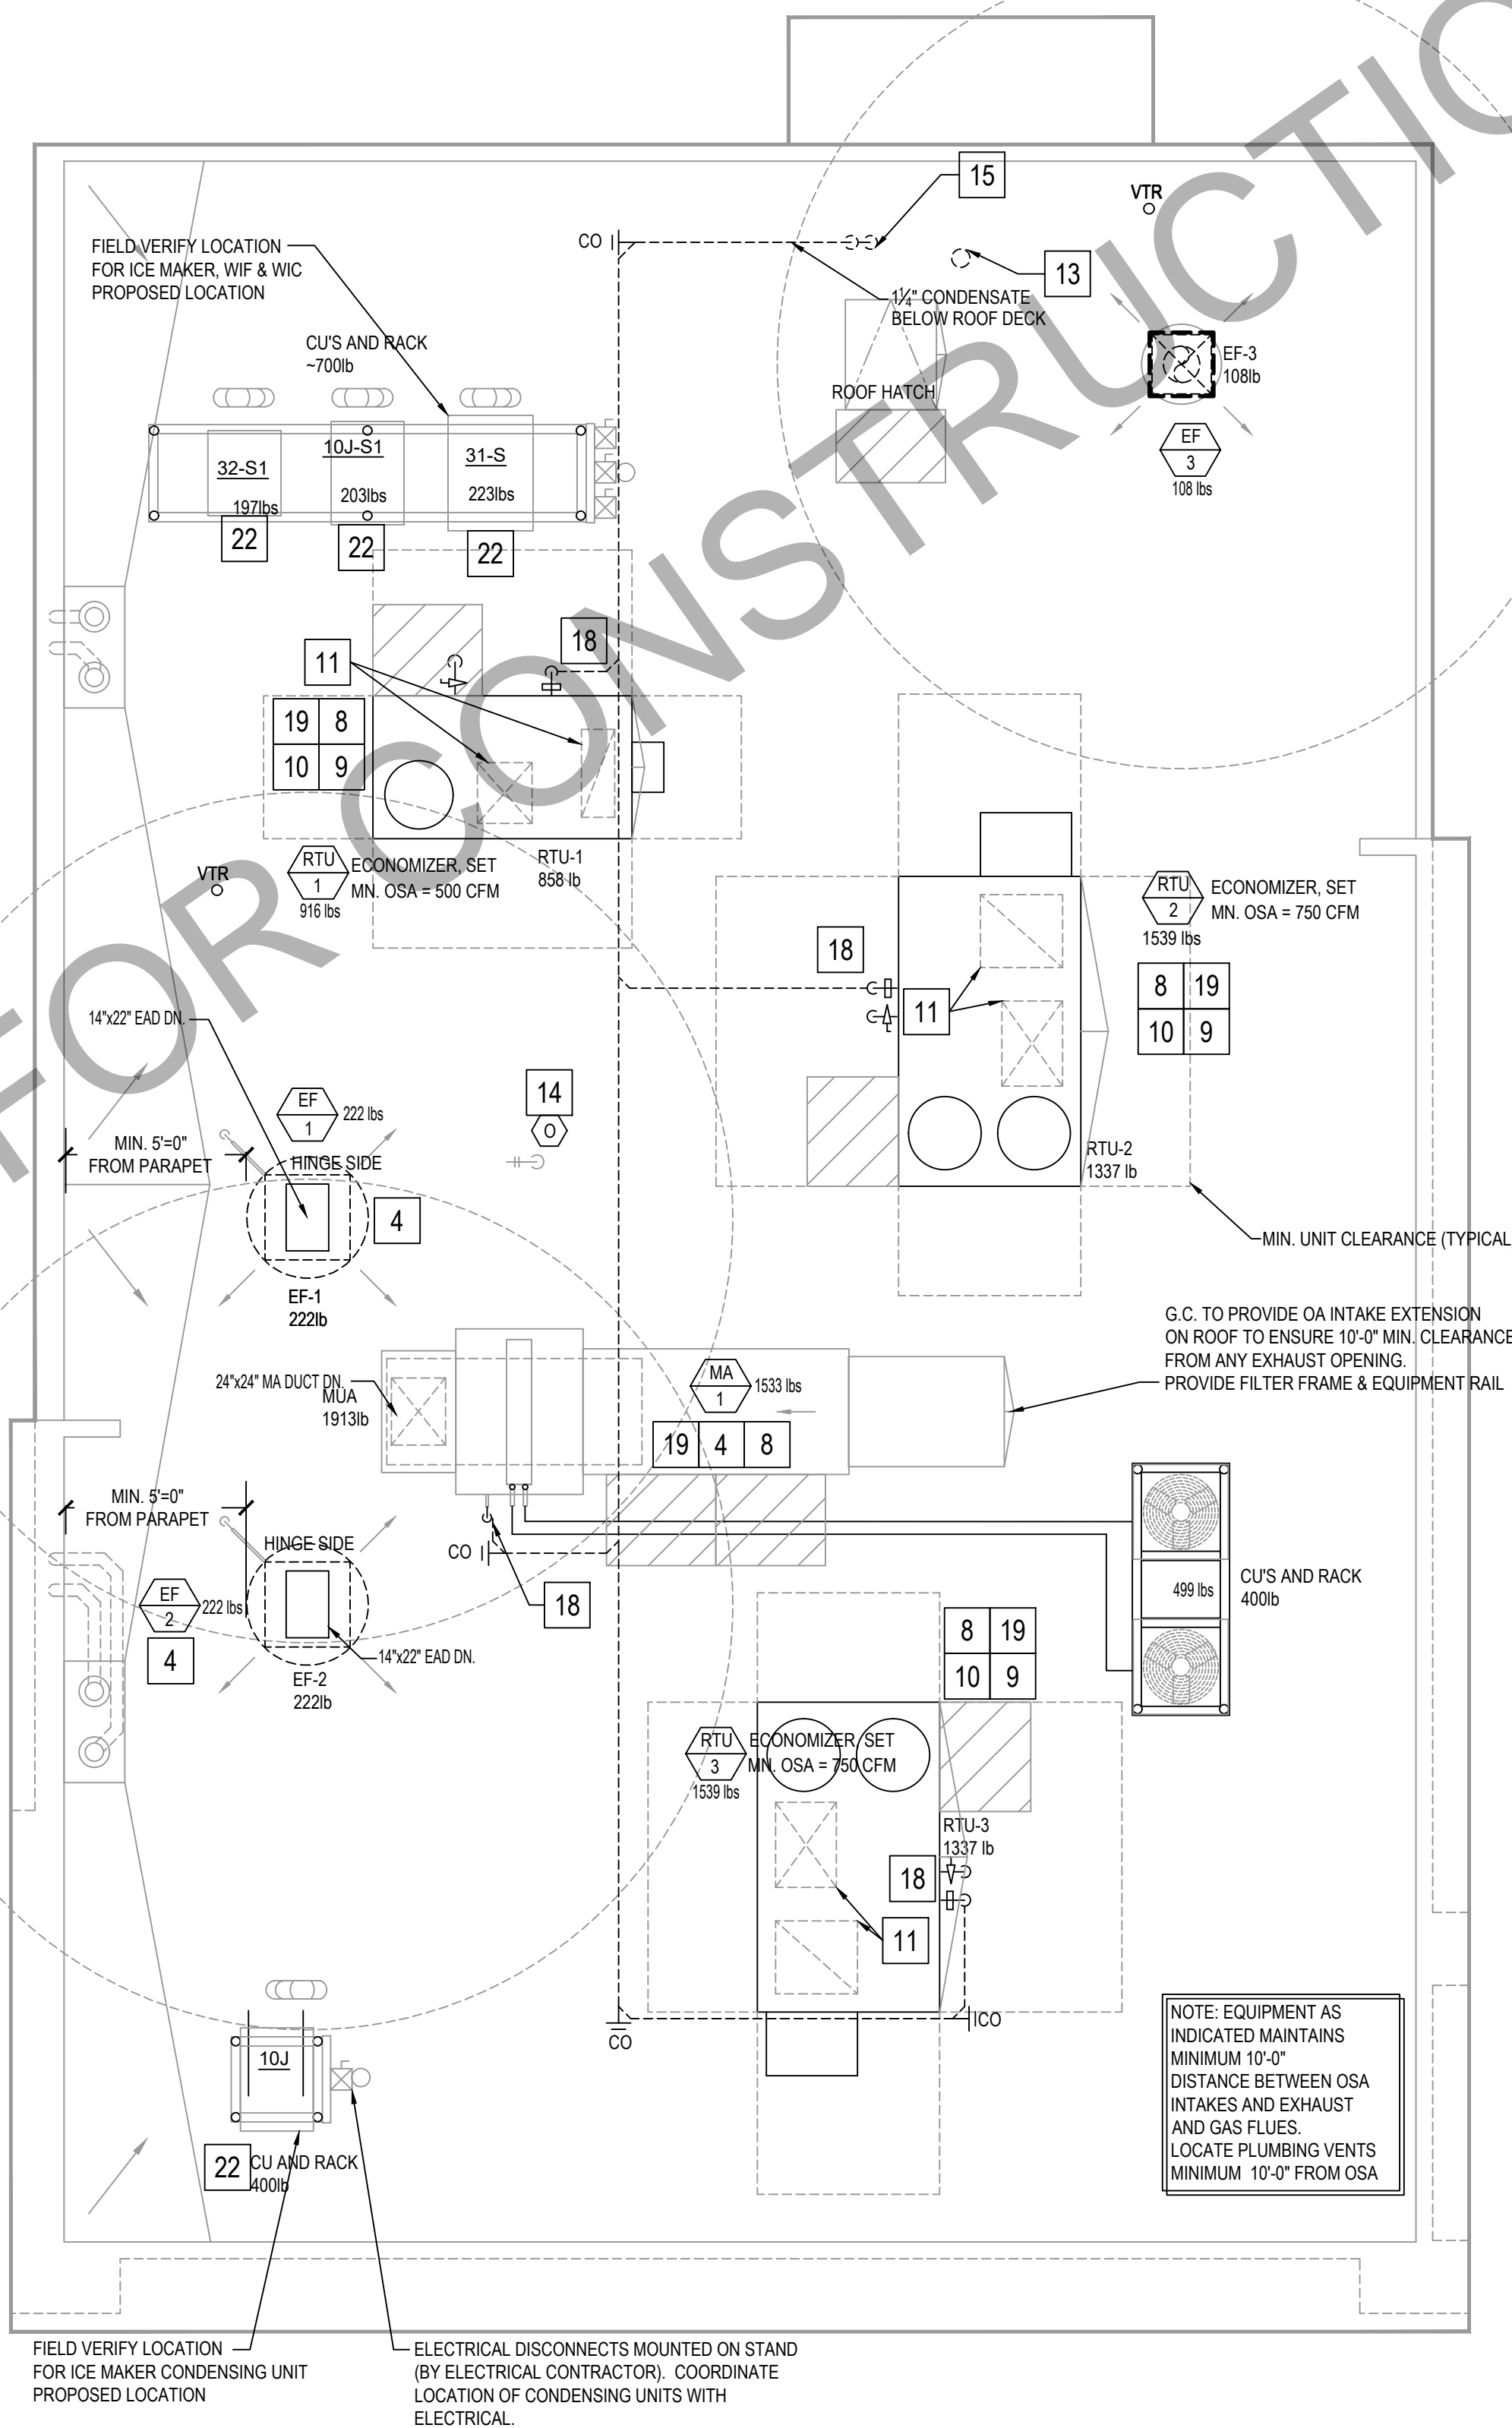 FOR CONSTRUCTIO
15
VTR
CO
13
FIELD VERIFY LOCATION
FOR ICE MAKER, WIF & WIC
PROPOSED LOCATION
1¼" CONDENSATE
BELOW ROOF DECK
CU'S AND RACK
~700lb
EF-3
108lb
ROOF HATCH
EF
3
108 lbs
32-S1
197lbs
10J-S1
203lbs
31-S
223lbs
22
22
22
18
11
19 8
10 9
RTU
1
916 lbs
ECONOMIZER, SET
MN. OSA = 500 CFM
RTU-1
858 lb
VTR
RTU
2
1539 lbs
ECONOMIZER, SET
MN. OSA = 750 CFM
18
11
8 19
10 9
14"x22" EAD DN.
14
O
EF
1
222 lbs
MIN. 5'=0"
FROM PARAPET
HINGE SIDE
RTU-2
1337 lb
4
MIN. UNIT CLEARANCE (TYPICAL
EF-1
222lb
G.C. TO PROVIDE OA INTAKE EXTENSION
ON ROOF TO ENSURE 10'-0" MIN. CLEARANCE
FROM ANY EXHAUST OPENING.
PROVIDE FILTER FRAME & EQUIPMENT RAIL
24"x24" MA DUCT DN.
MUA
1913lb
MA
1
1533 lbs
19 4 8
MIN. 5'=0"
FROM PARAPET
HINGE SIDE
CO
18
EF
2
222 lbs
4
14"x22" EAD DN.
EF-2
222lb
499 lbs
CU'S AND RACK
400lb
8 19
10 9
RTU
3
1539 lbs
ECONOMIZER, SET
MN. OSA = 750 CFM
RTU-3
1337 lb
18
11
ICO
CO
10J
22
CU AND RACK
400lb
NOTE: EQUIPMENT AS
INDICATED MAINTAINS
MINIMUM 10'-0"
DISTANCE BETWEEN OSA
INTAKES AND EXHAUST
AND GAS FLUES.
LOCATE PLUMBING VENTS
MINIMUM 10'-0" FROM OSA
FIELD VERIFY LOCATION
FOR ICE MAKER CONDENSING UNIT
PROPOSED LOCATION
ELECTRICAL DISCONNECTS MOUNTED ON STAND
(BY ELECTRICAL CONTRACTOR). COORDINATE
LOCATION OF CONDENSING UNITS WITH
ELECTRICAL.